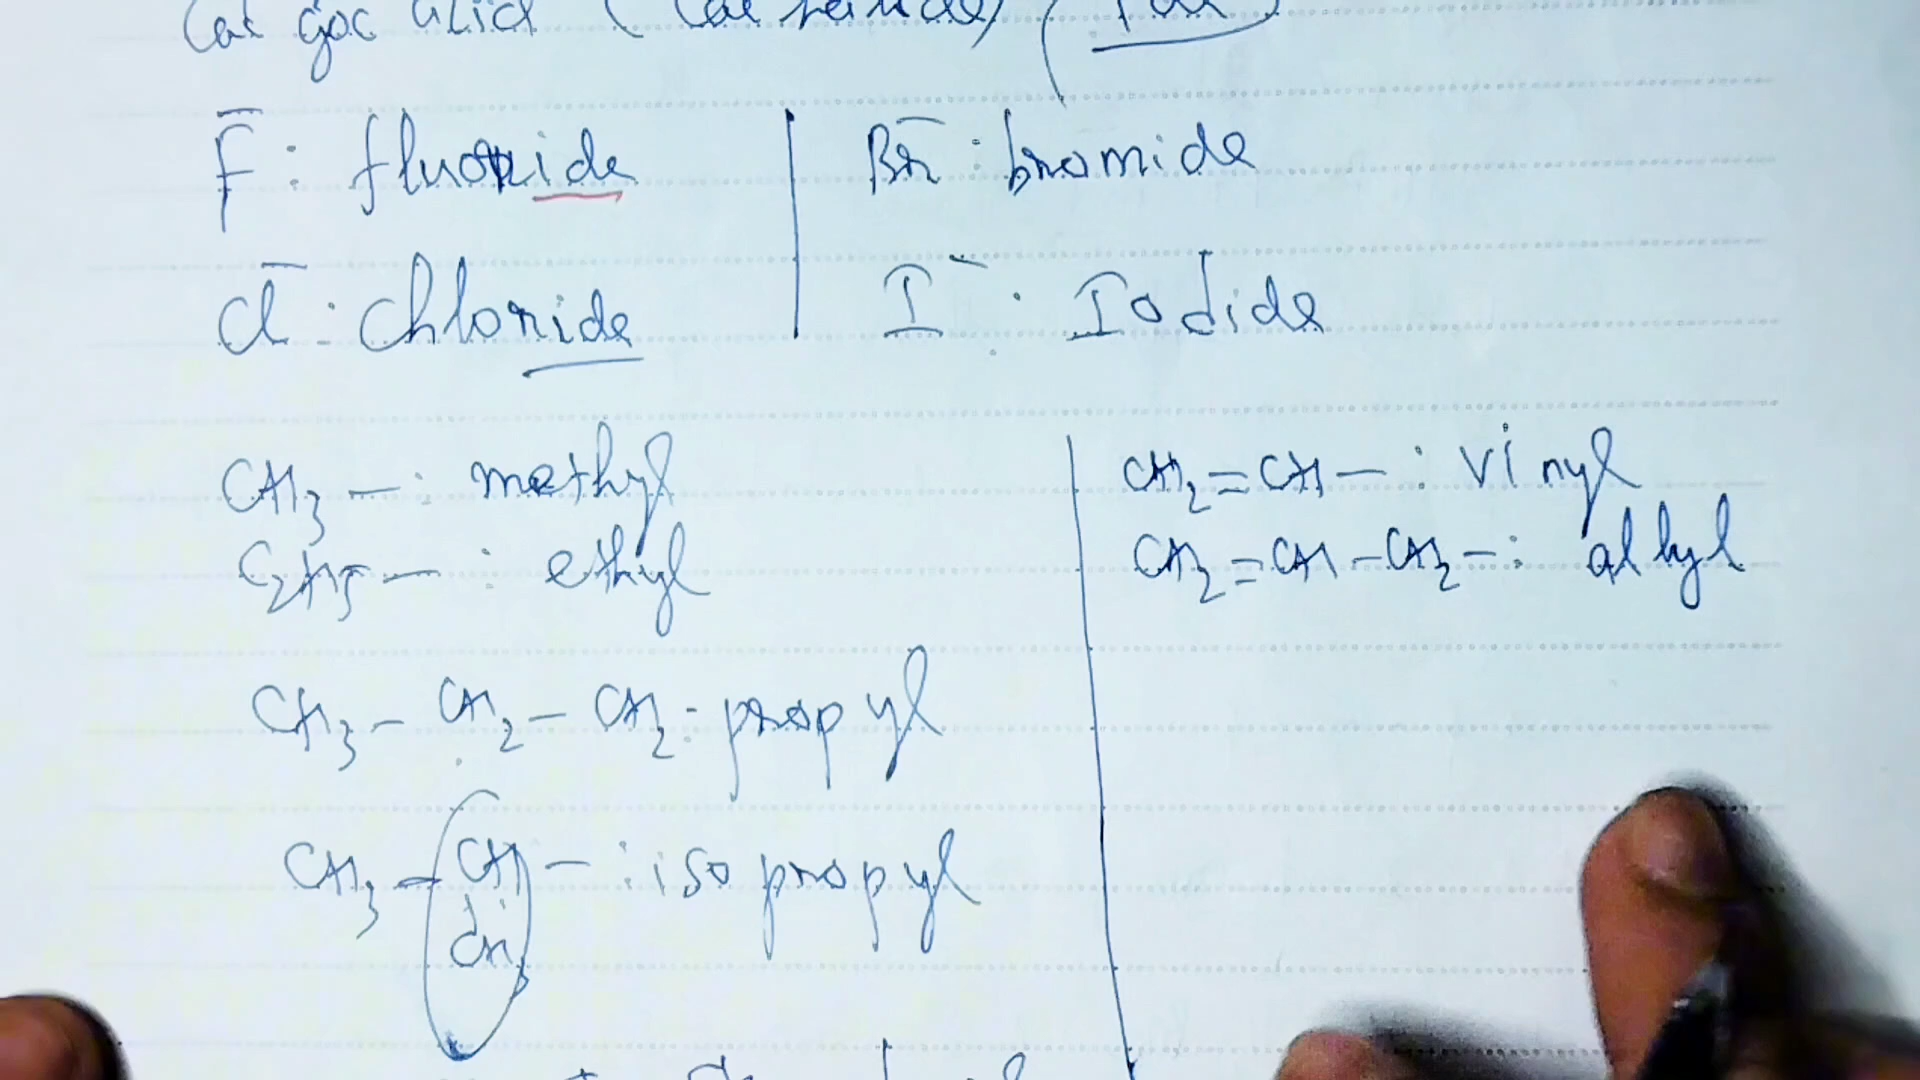 Các gốc
F⁻ : fluoride
Br⁻ : bromide
Cl⁻ : Chloride
I⁻ : Iodide
CH3 — : methyl
C2H5 — : ethyl
CH3 — CH2 — CH2 - : propyl
CH3 — CH — : isopropyl
CH3
CH2 = CH — : vinyl
CH2 = CH — CH2 — : allyl